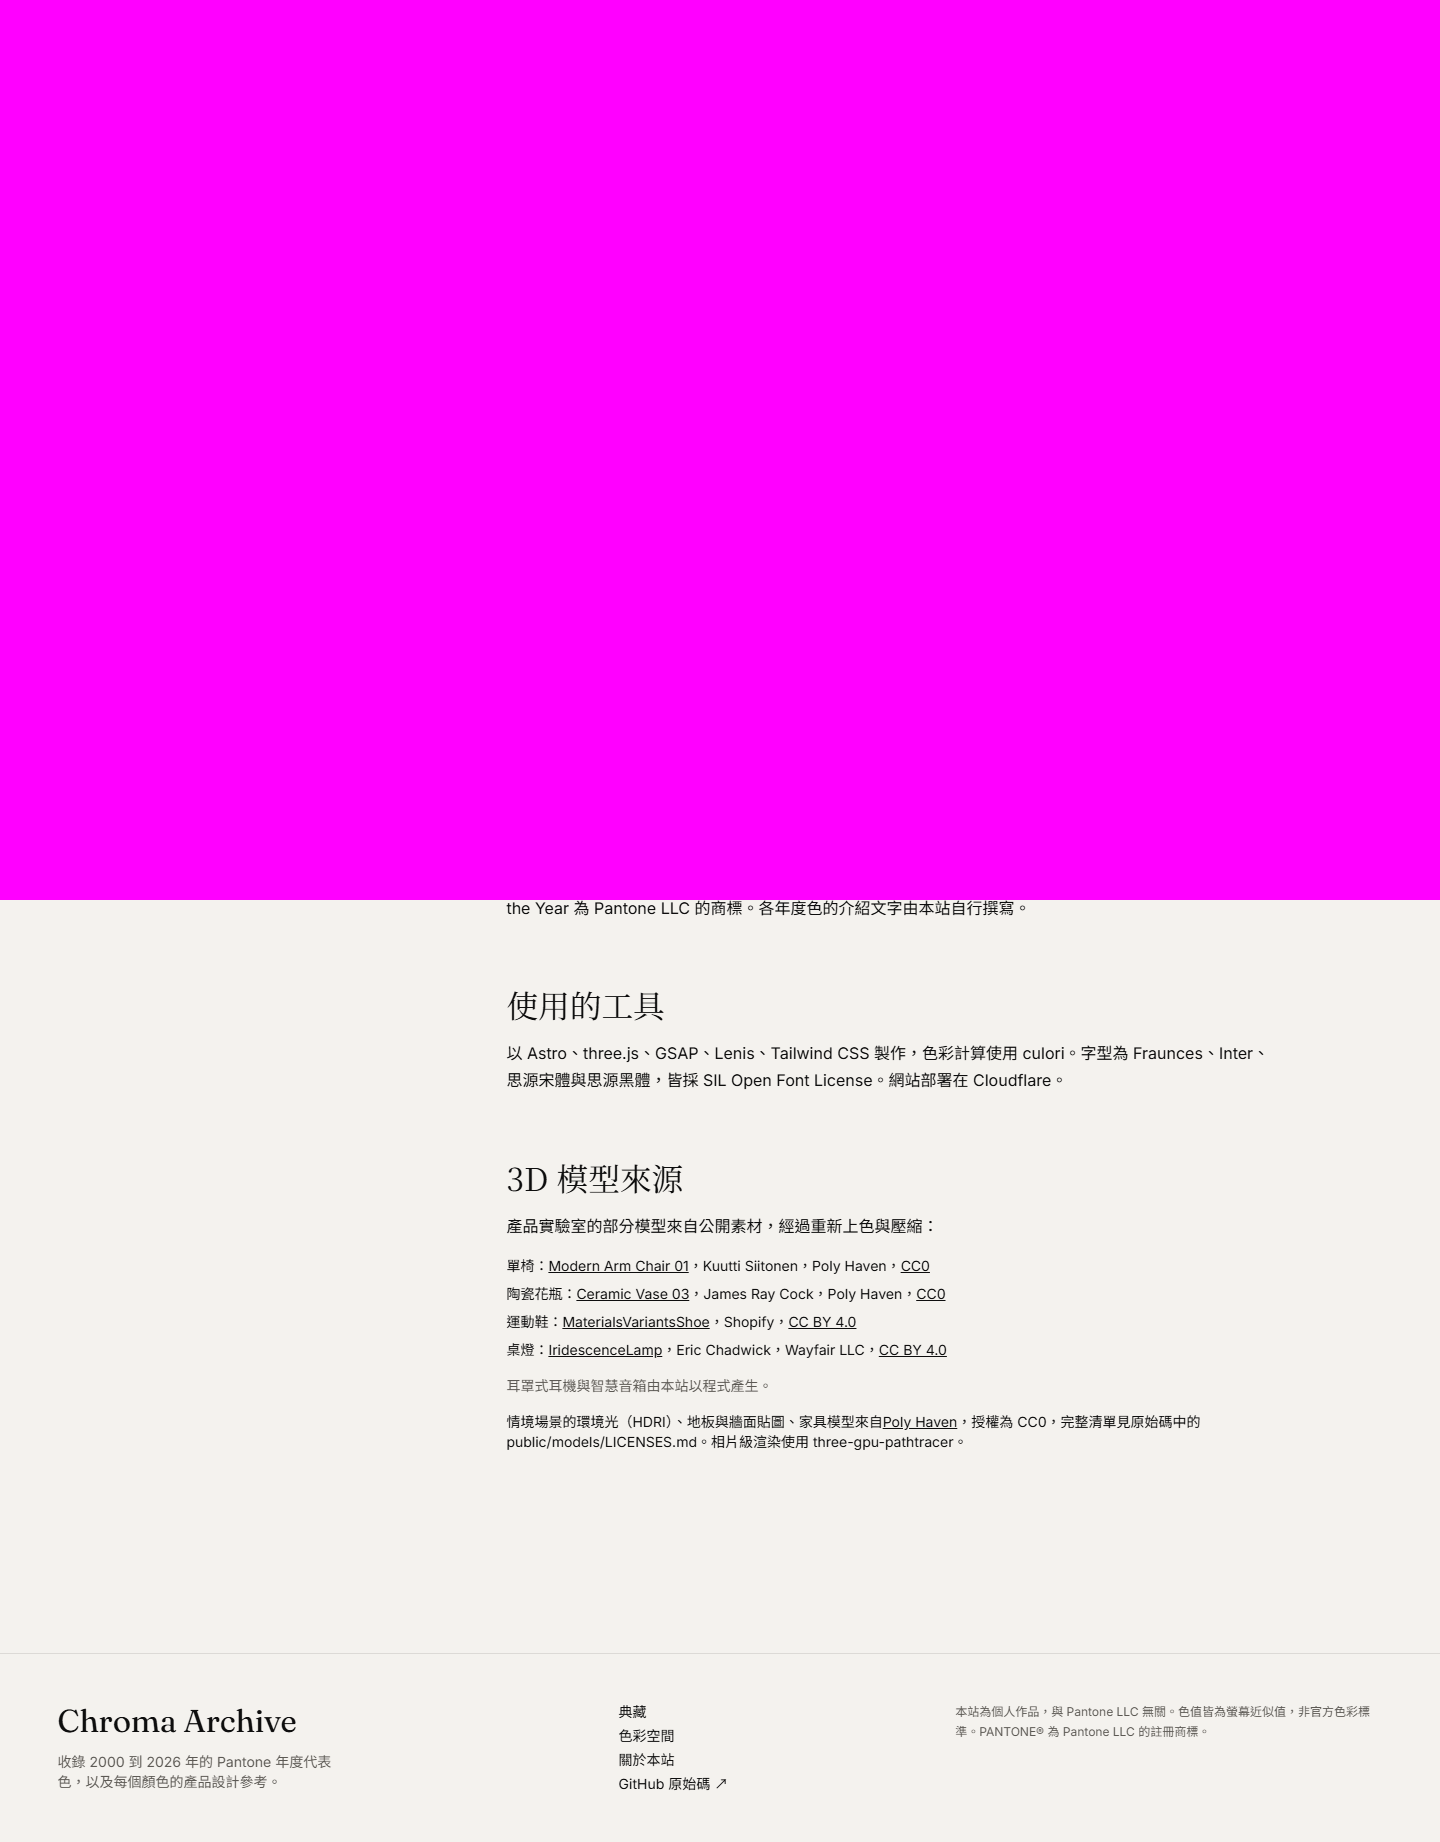 the Year 為 Pantone LLC 的商標。各年度色的介紹文字由本站自行撰寫。
使用的工具
以 Astro、three.js、GSAP、Lenis、Tailwind CSS 製作，色彩計算使用 culori。字型為 Fraunces、Inter、
思源宋體與思源黑體，皆採 SIL Open Font License。網站部署在 Cloudflare。
3D 模型來源
產品實驗室的部分模型來自公開素材，經過重新上色與壓縮：
單椅：Modern Arm Chair 01，Kuutti Siitonen，Poly Haven，CC0
陶瓷花瓶：Ceramic Vase 03，James Ray Cock，Poly Haven，CC0
運動鞋：MaterialsVariantsShoe，Shopify，CC BY 4.0
桌燈：IridescenceLamp，Eric Chadwick，Wayfair LLC，CC BY 4.0
耳罩式耳機與智慧音箱由本站以程式產生。
情境場景的環境光（HDRI）、地板與牆面貼圖、家具模型來自Poly Haven，授權為 CC0，完整清單見原始碼中的
public/models/LICENSES.md。相片級渲染使用 three-gpu-pathtracer。
Chroma Archive
收錄 2000 到 2026 年的 Pantone 年度代表
色，以及每個顏色的產品設計參考。
典藏
色彩空間
關於本站
GitHub 原始碼 ↗
本站為個人作品，與 Pantone LLC 無關。色值皆為螢幕近似值，非官方色彩標
準。PANTONE® 為 Pantone LLC 的註冊商標。